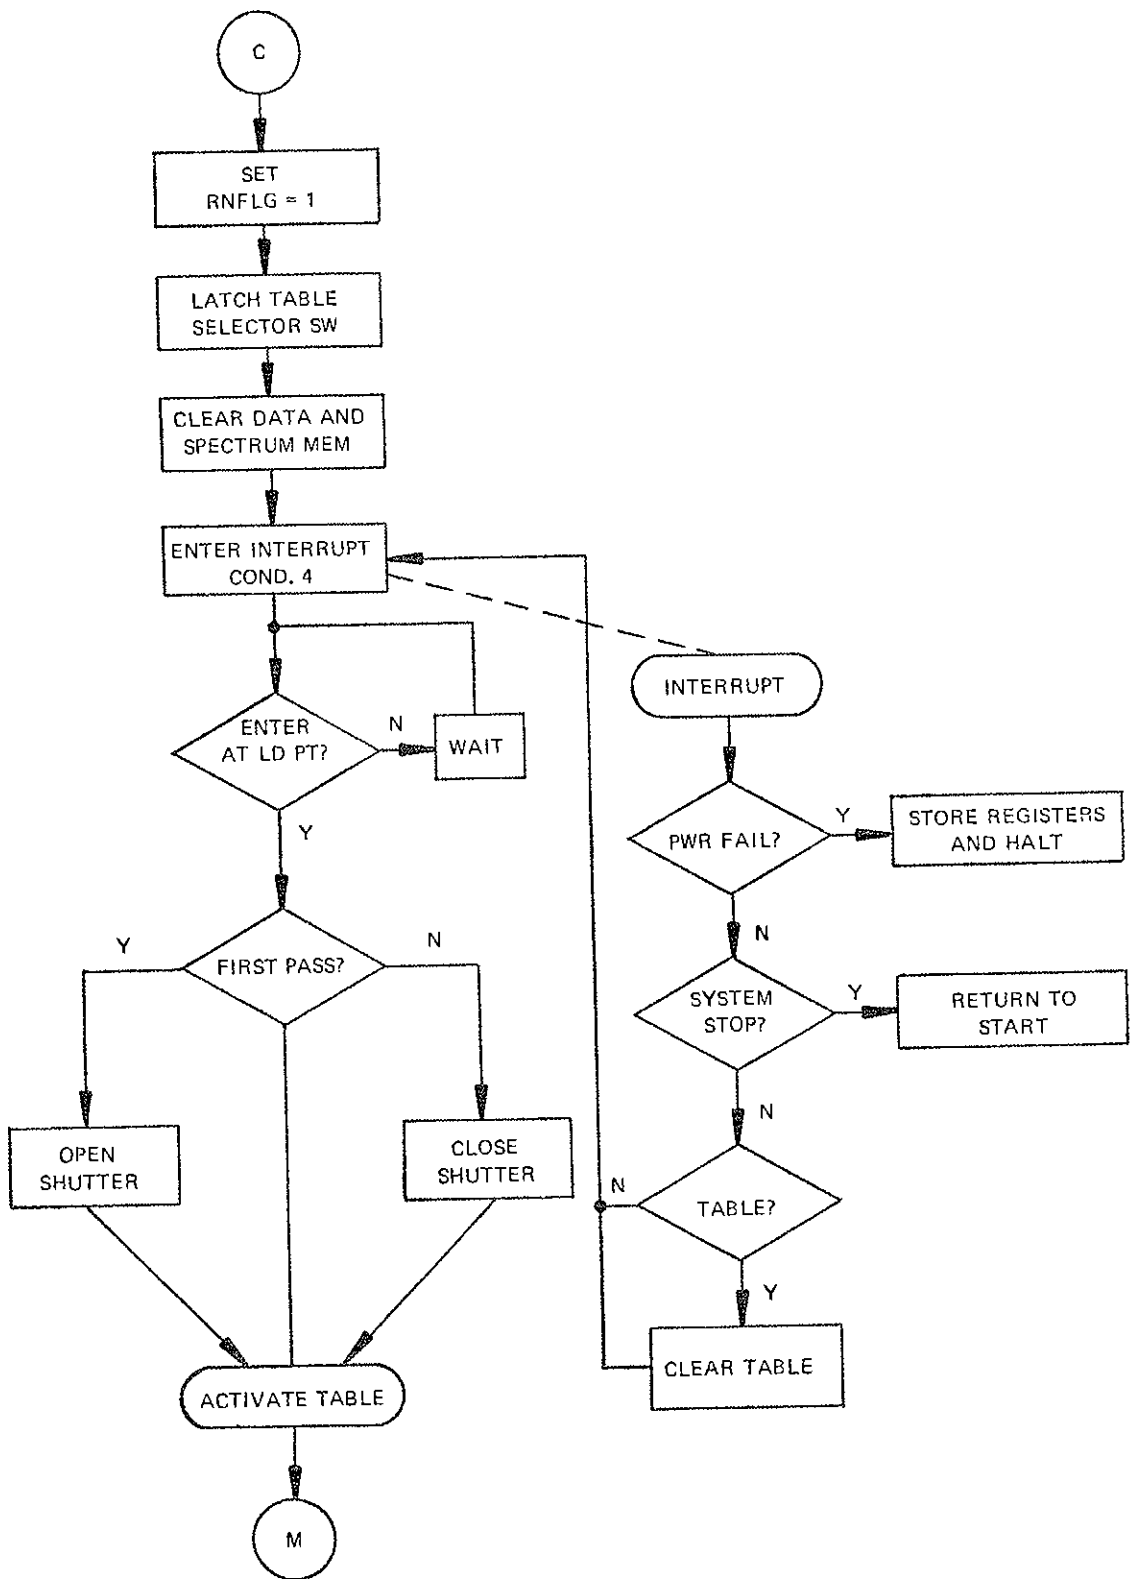 C
SET
RNFLG = 1
LATCH TABLE
SELECTOR SW
CLEAR DATA AND
SPECTRUM MEM
ENTER INTERRUPT
COND. 4
ENTER
AT LD PT?
N
WAIT
Y
FIRST PASS?
Y
N
OPEN
SHUTTER
CLOSE
SHUTTER
ACTIVATE TABLE
M
INTERRUPT
PWR FAIL?
Y
STORE REGISTERS
AND HALT
N
SYSTEM
STOP?
Y
RETURN TO
START
N
TABLE?
N
Y
CLEAR TABLE